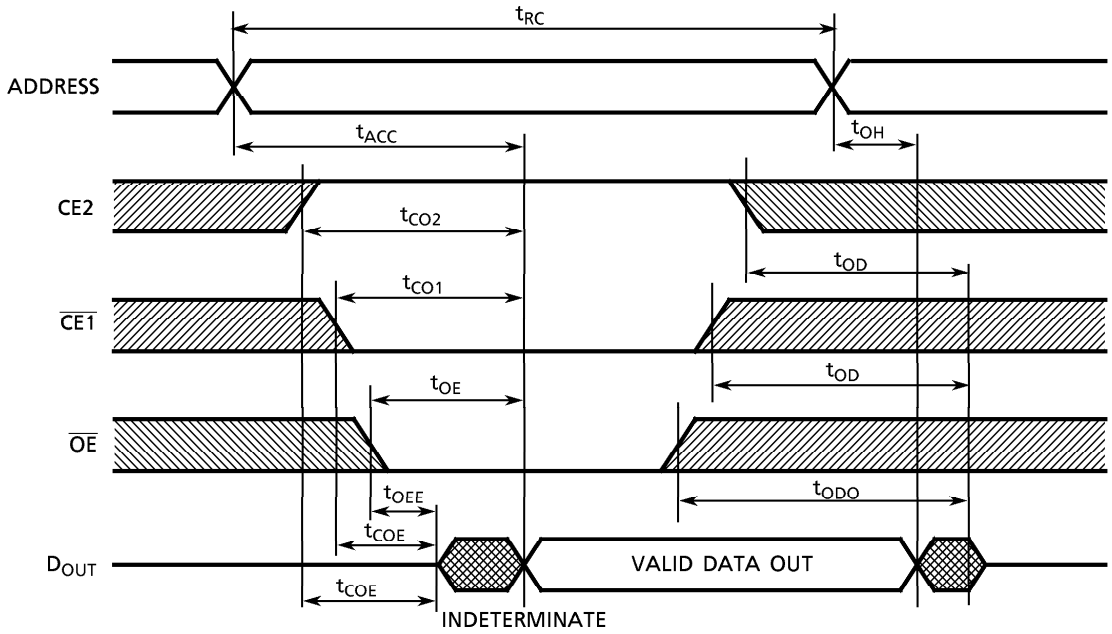 tRC
ADDRESS
tACC
tOH
CE2
tCO2
tOD
tCO1
CE1
tOD
tOE
OE
tOEE
tODO
tCOE
DOUT
VALID DATA OUT
tCOE
INDETERMINATE